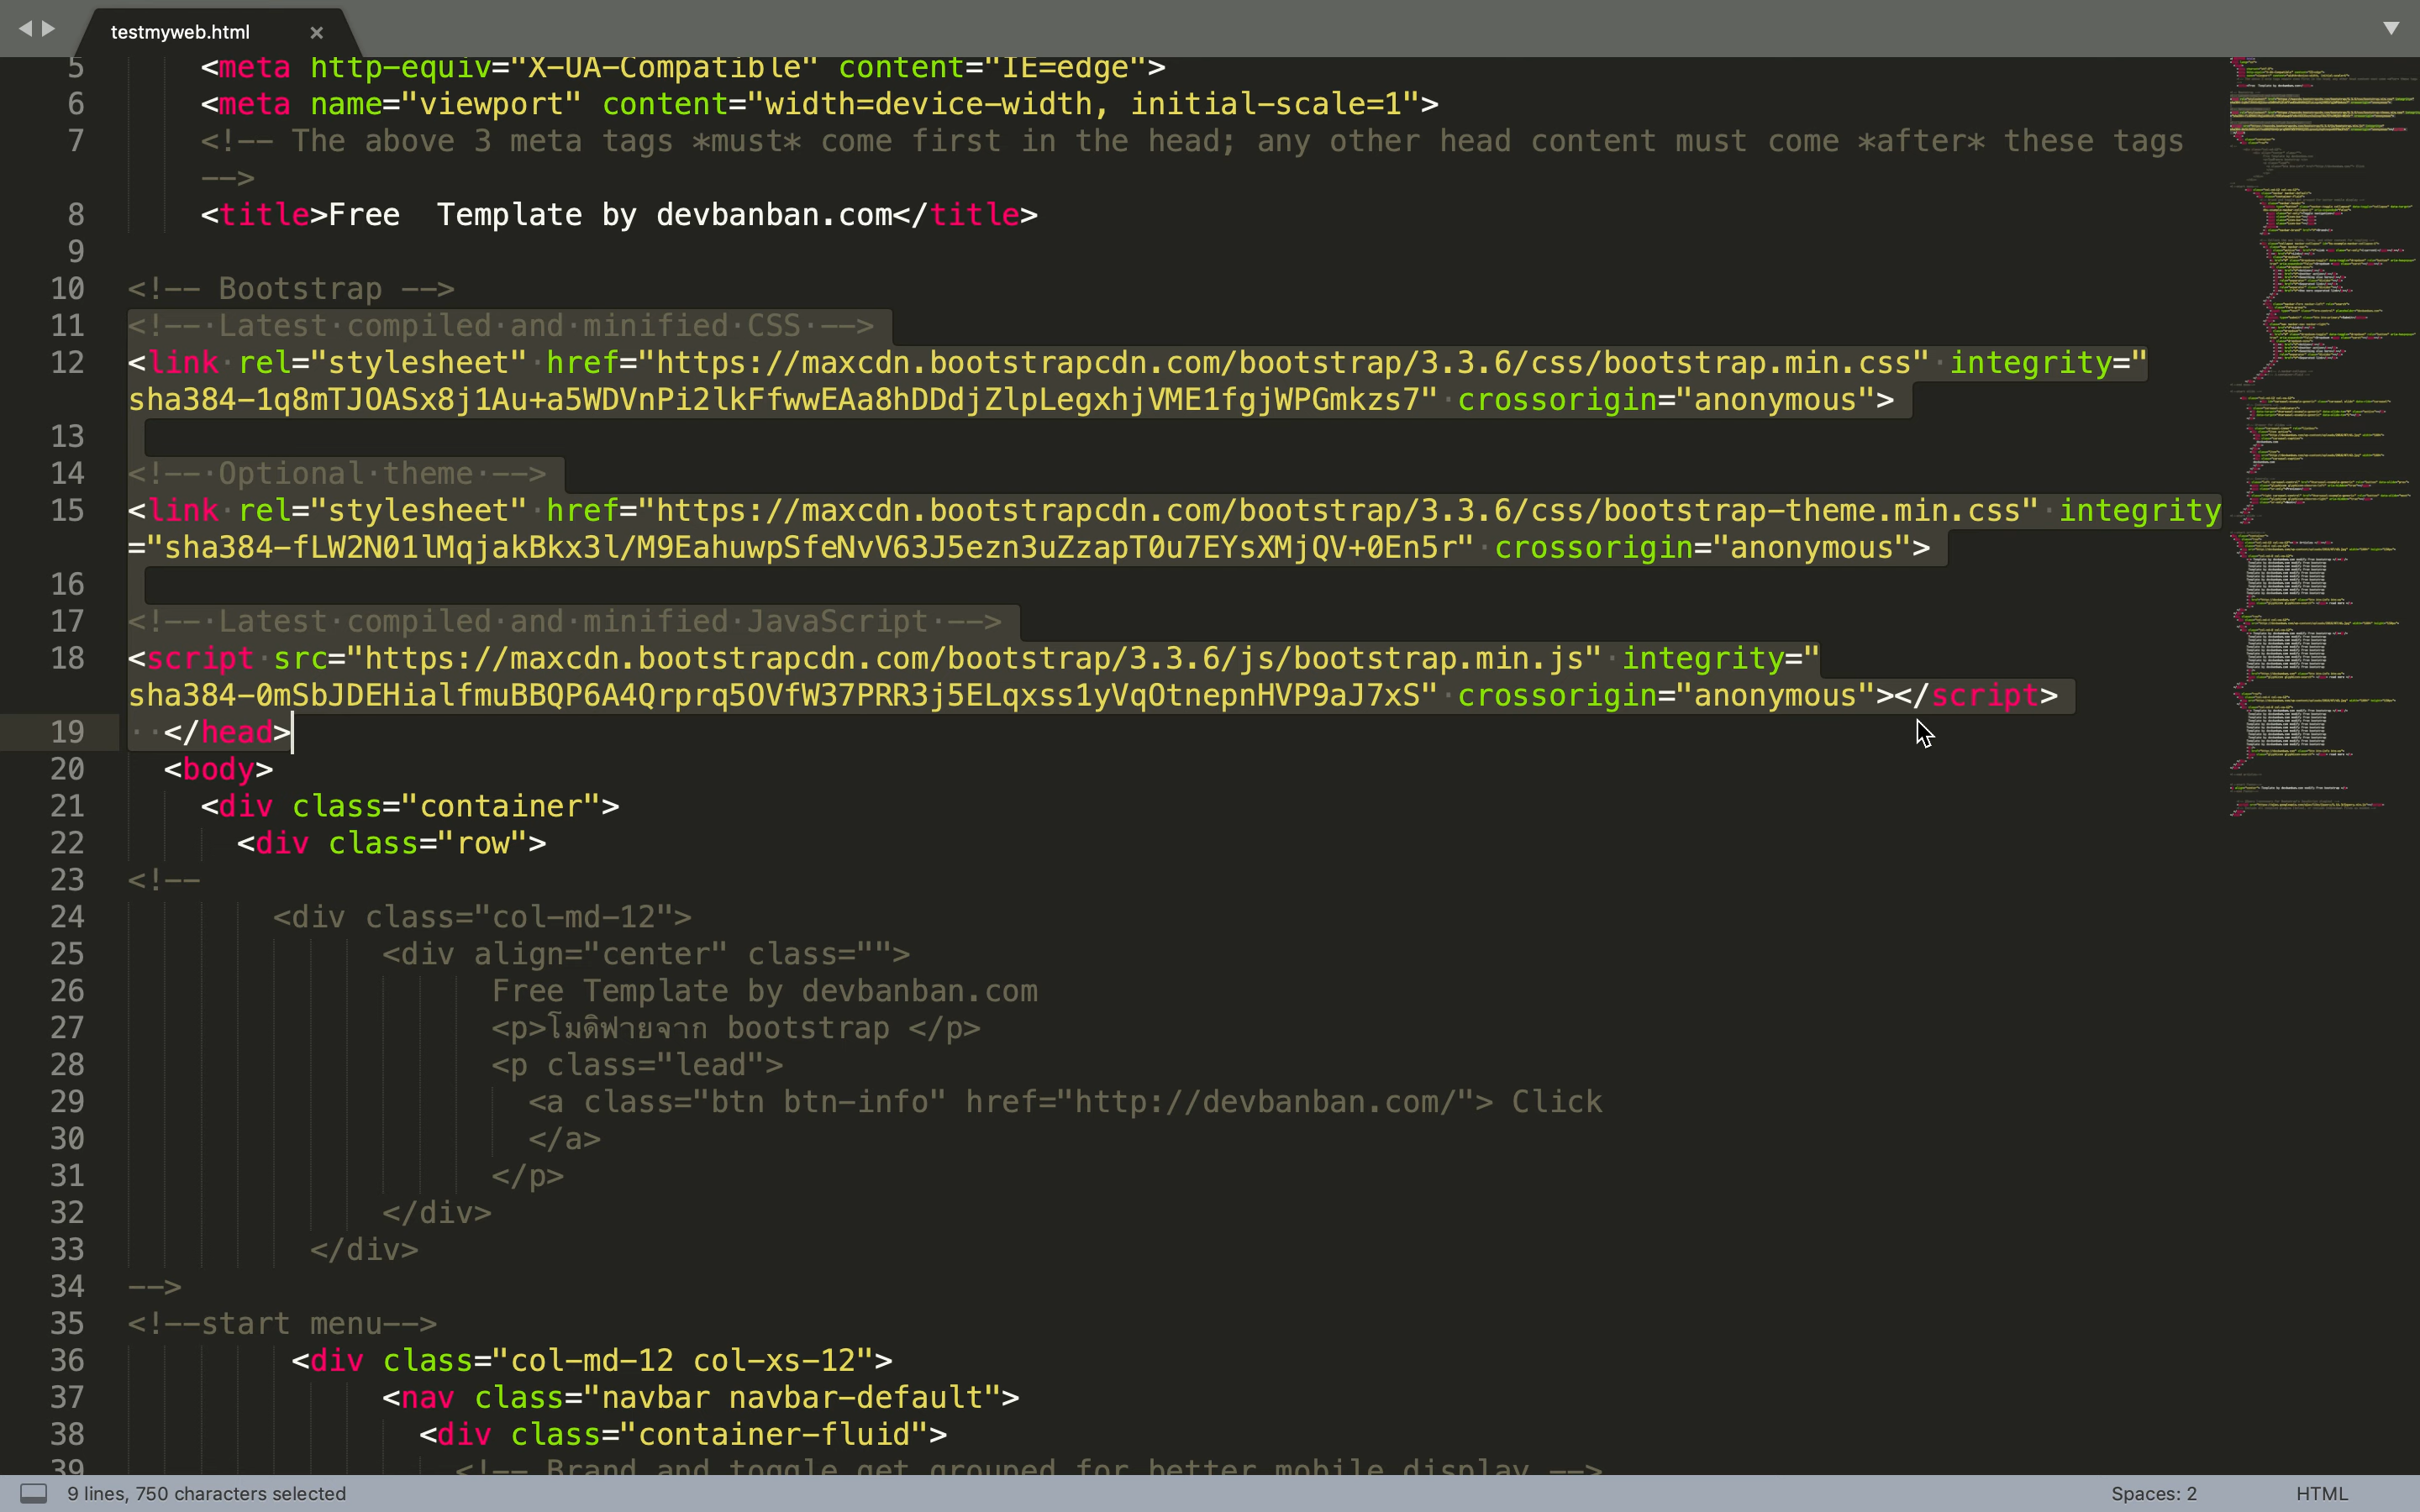 testmyweb.html ×
5 <meta http-equiv="X-UA-Compatible" content="IE=edge">
6 <meta name="viewport" content="width=device-width, initial-scale=1">
7 <!-- The above 3 meta tags *must* come first in the head; any other head content must come *after* these tags
-->
8 <title>Free  Template by devbanban.com</title>
9
10 <!-- Bootstrap -->
11 <!-- Latest compiled and minified CSS -->
12 <link rel="stylesheet" href="https://maxcdn.bootstrapcdn.com/bootstrap/3.3.6/css/bootstrap.min.css" integrity="
sha384-1q8mTJOASx8j1Au+a5WDVnPi2lkFfwwEAa8hDDdjZlpLegxhjVME1fgjWPGmkzs7" crossorigin="anonymous">
13
14 <!-- Optional theme -->
15 <link rel="stylesheet" href="https://maxcdn.bootstrapcdn.com/bootstrap/3.3.6/css/bootstrap-theme.min.css" integrity
="sha384-fLW2N01lMqjakBkx3l/M9EahuwpSfeNvV63J5ezn3uZzapT0u7EYsXMjQV+0En5r" crossorigin="anonymous">
16
17 <!-- Latest compiled and minified JavaScript -->
18 <script src="https://maxcdn.bootstrapcdn.com/bootstrap/3.3.6/js/bootstrap.min.js" integrity="
sha384-0mSbJDEHialfmuBBQP6A4Qrprq5OVfW37PRR3j5ELqxss1yVqOtnepnHVP9aJ7xS" crossorigin="anonymous"></script>
19 </head>
20 <body>
21 <div class="container">
22 <div class="row">
23 <!--
24 <div class="col-md-12">
25 <div align="center" class="">
26 Free Template by devbanban.com
27 <p>โมดิฟายจาก bootstrap </p>
28 <p class="lead">
29 <a class="btn btn-info" href="http://devbanban.com/"> Click
30 </a>
31 </p>
32 </div>
33 </div>
34 -->
35 <!--start menu-->
36 <div class="col-md-12 col-xs-12">
37 <nav class="navbar navbar-default">
38 <div class="container-fluid">
39 <!-- Brand and toggle get grouped for better mobile display -->
9 lines, 750 characters selected
Spaces: 2
HTML